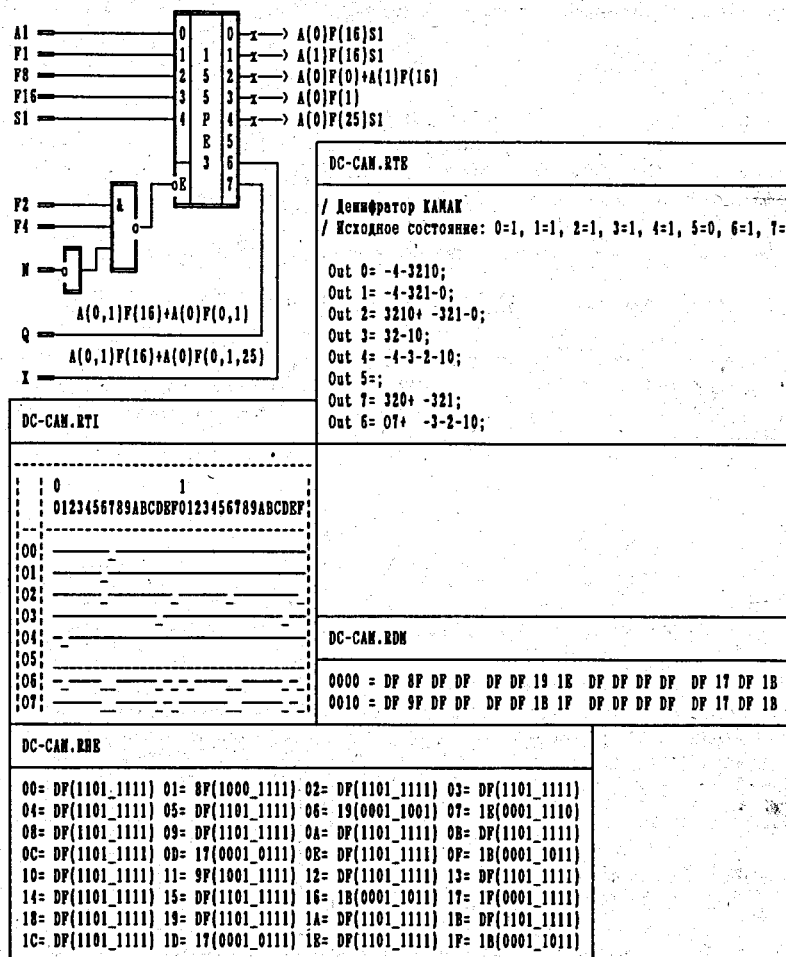 A1 0 0 A(0)F(16)S1
F1 1 1 1 A(1)F(16)S1
F8 2 5 2 A(0)F(0)+A(1)F(16)
F16 3 5 3 A(0)F(1)
S1 4 P 4 A(0)F(25)S1
E 5
3 6
E 7
F2 &
F4
N
A(0,1)F(16)+A(0)F(0,1)
Q
A(0,1)F(16)+A(0)F(0,1,25)
X
DC-CAM.RTE
/ Дешифратор КАМАК
/ Исходное состояние: 0=1, 1=1, 2=1, 3=1, 4=1, 5=0, 6=1, 7=
Out 0= -4-3210;
Out 1= -4-321-0;
Out 2= 3210+ -321-0;
Out 3= 32-10;
Out 4= -4-3-2-10;
Out 5=;
Out 7= 320+ -321;
Out 6= O7+ -3-2-10;
DC-CAM.RTI
0 1
0123456789ABCDEF0123456789ABCDEF
00
01
02
03
04
05
06
07
DC-CAM.RDM
0000 = DF 8F DF DF DF DF 19 1E DF DF DF DF DF 17 DF 1B
0010 = DF 9F DF DF DF DF 1B 1F DF DF DF DF DF 17 DF 1B
DC-CAM.RHE
00= DF(1101_1111) 01= 8F(1000_1111) 02= DF(1101_1111) 03= DF(1101_1111)
04= DF(1101_1111) 05= DF(1101_1111) 06= 19(0001_1001) 07= 1E(0001_1110)
08= DF(1101_1111) 09= DF(1101_1111) 0A= DF(1101_1111) 0B= DF(1101_1111)
0C= DF(1101_1111) 0D= 17(0001_0111) 0E= DF(1101_1111) 0F= 1B(0001_1011)
10= DF(1101_1111) 11= 9F(1001_1111) 12= DF(1101_1111) 13= DF(1101_1111)
14= DF(1101_1111) 15= DF(1101_1111) 16= 1B(0001_1011) 17= 1F(0001_1111)
18= DF(1101_1111) 19= DF(1101_1111) 1A= DF(1101_1111) 1B= DF(1101_1111)
1C= DF(1101_1111) 1D= 17(0001_0111) 1E= DF(1101_1111) 1F= 1B(0001_1011)